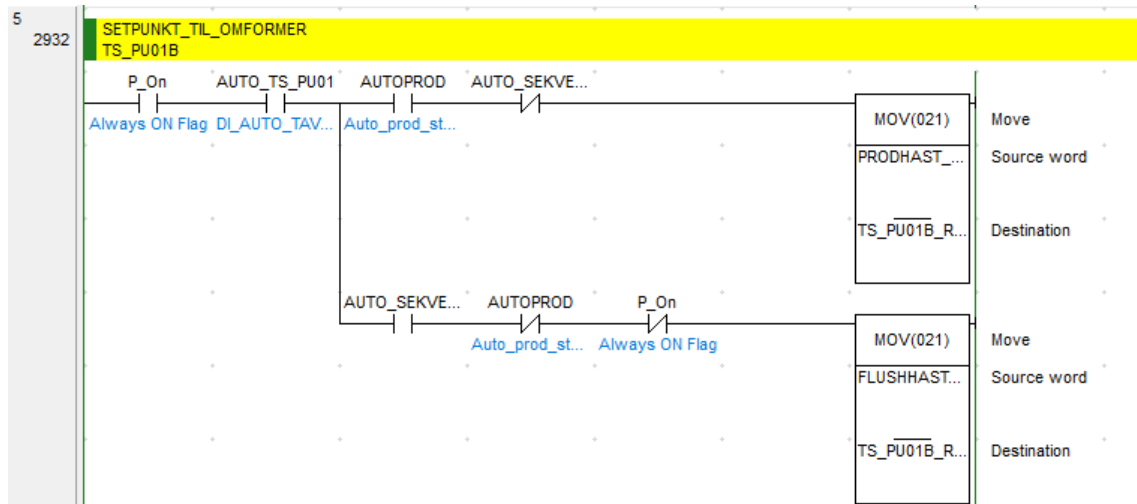 5
2932
SETPUNKT_TIL_OMFORMER
TS_PU01B
P_On AUTO_TS_PU01 AUTOPROD AUTO_SEKVE...
Always ON Flag DI_AUTO_TAV... Auto_prod_st...
MOV(021) Move
PRODHAST_... Source word
TS_PU01B_R... Destination
AUTO_SEKVE... AUTOPROD P_On
Auto_prod_st... Always ON Flag
MOV(021) Move
FLUSHHAST... Source word
TS_PU01B_R... Destination